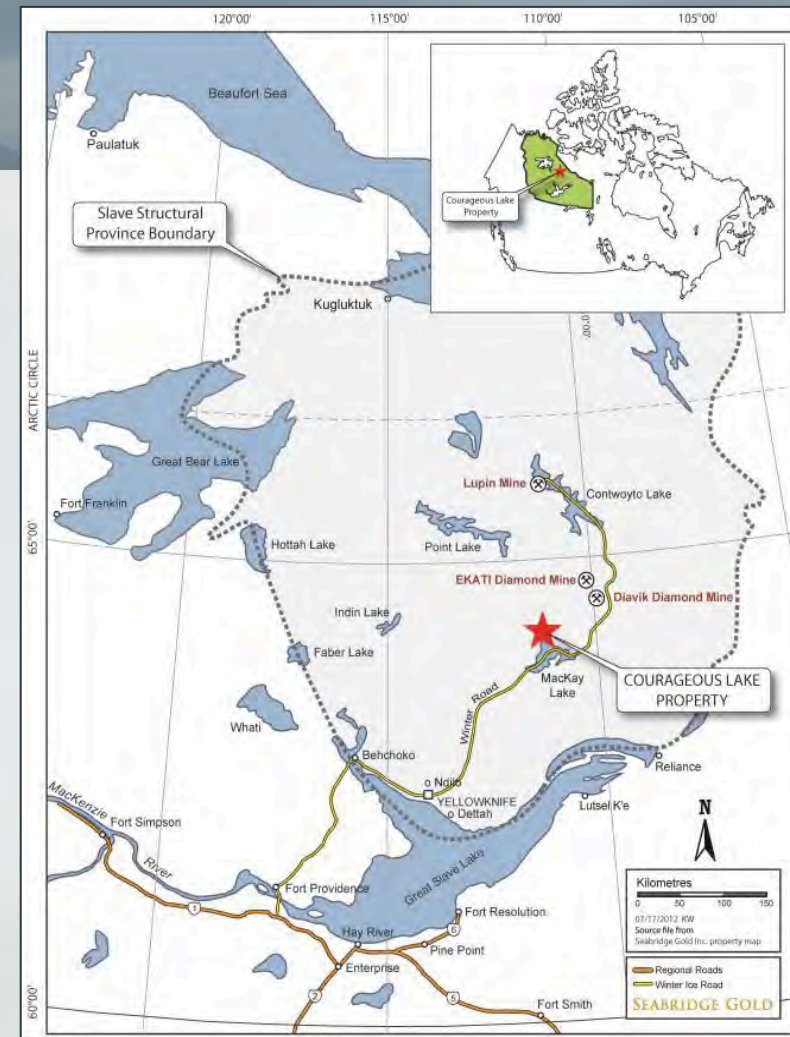 120°00'
115°00'
110°00'
105°00'
Beaufort Sea
Paulatuk
Courageous Lake
Property
Slave Structural
Province Boundary
Kugluktuk
ARCTIC CIRCLE
Great Bear Lake
Lupin Mine
Contwoyto Lake
Fort Franklin
65°00'
Hottah Lake
Point Lake
EKATI Diamond Mine
Diavik Diamond Mine
Indin Lake
Faber Lake
COURAGEOUS LAKE
PROPERTY
MacKay
Lake
Winter Road
Whati
Behchoko
Reliance
Ndilo
YELLOWKNIFE
Dettah
Lutsel K'e
MacKenzie
River
Fort Simpson
Great Slave Lake
N
Fort Providence
Kilometres
0 50 100 150
07/17/2012 KW
Source file from
Seabridge Gold Inc. property map
1
Fort Resolution
6
Hay River
Pine Point
Enterprise
2
5
Fort Smith
60°00'
Regional Roads
Winter Ice Road
SEABRIDGE GOLD